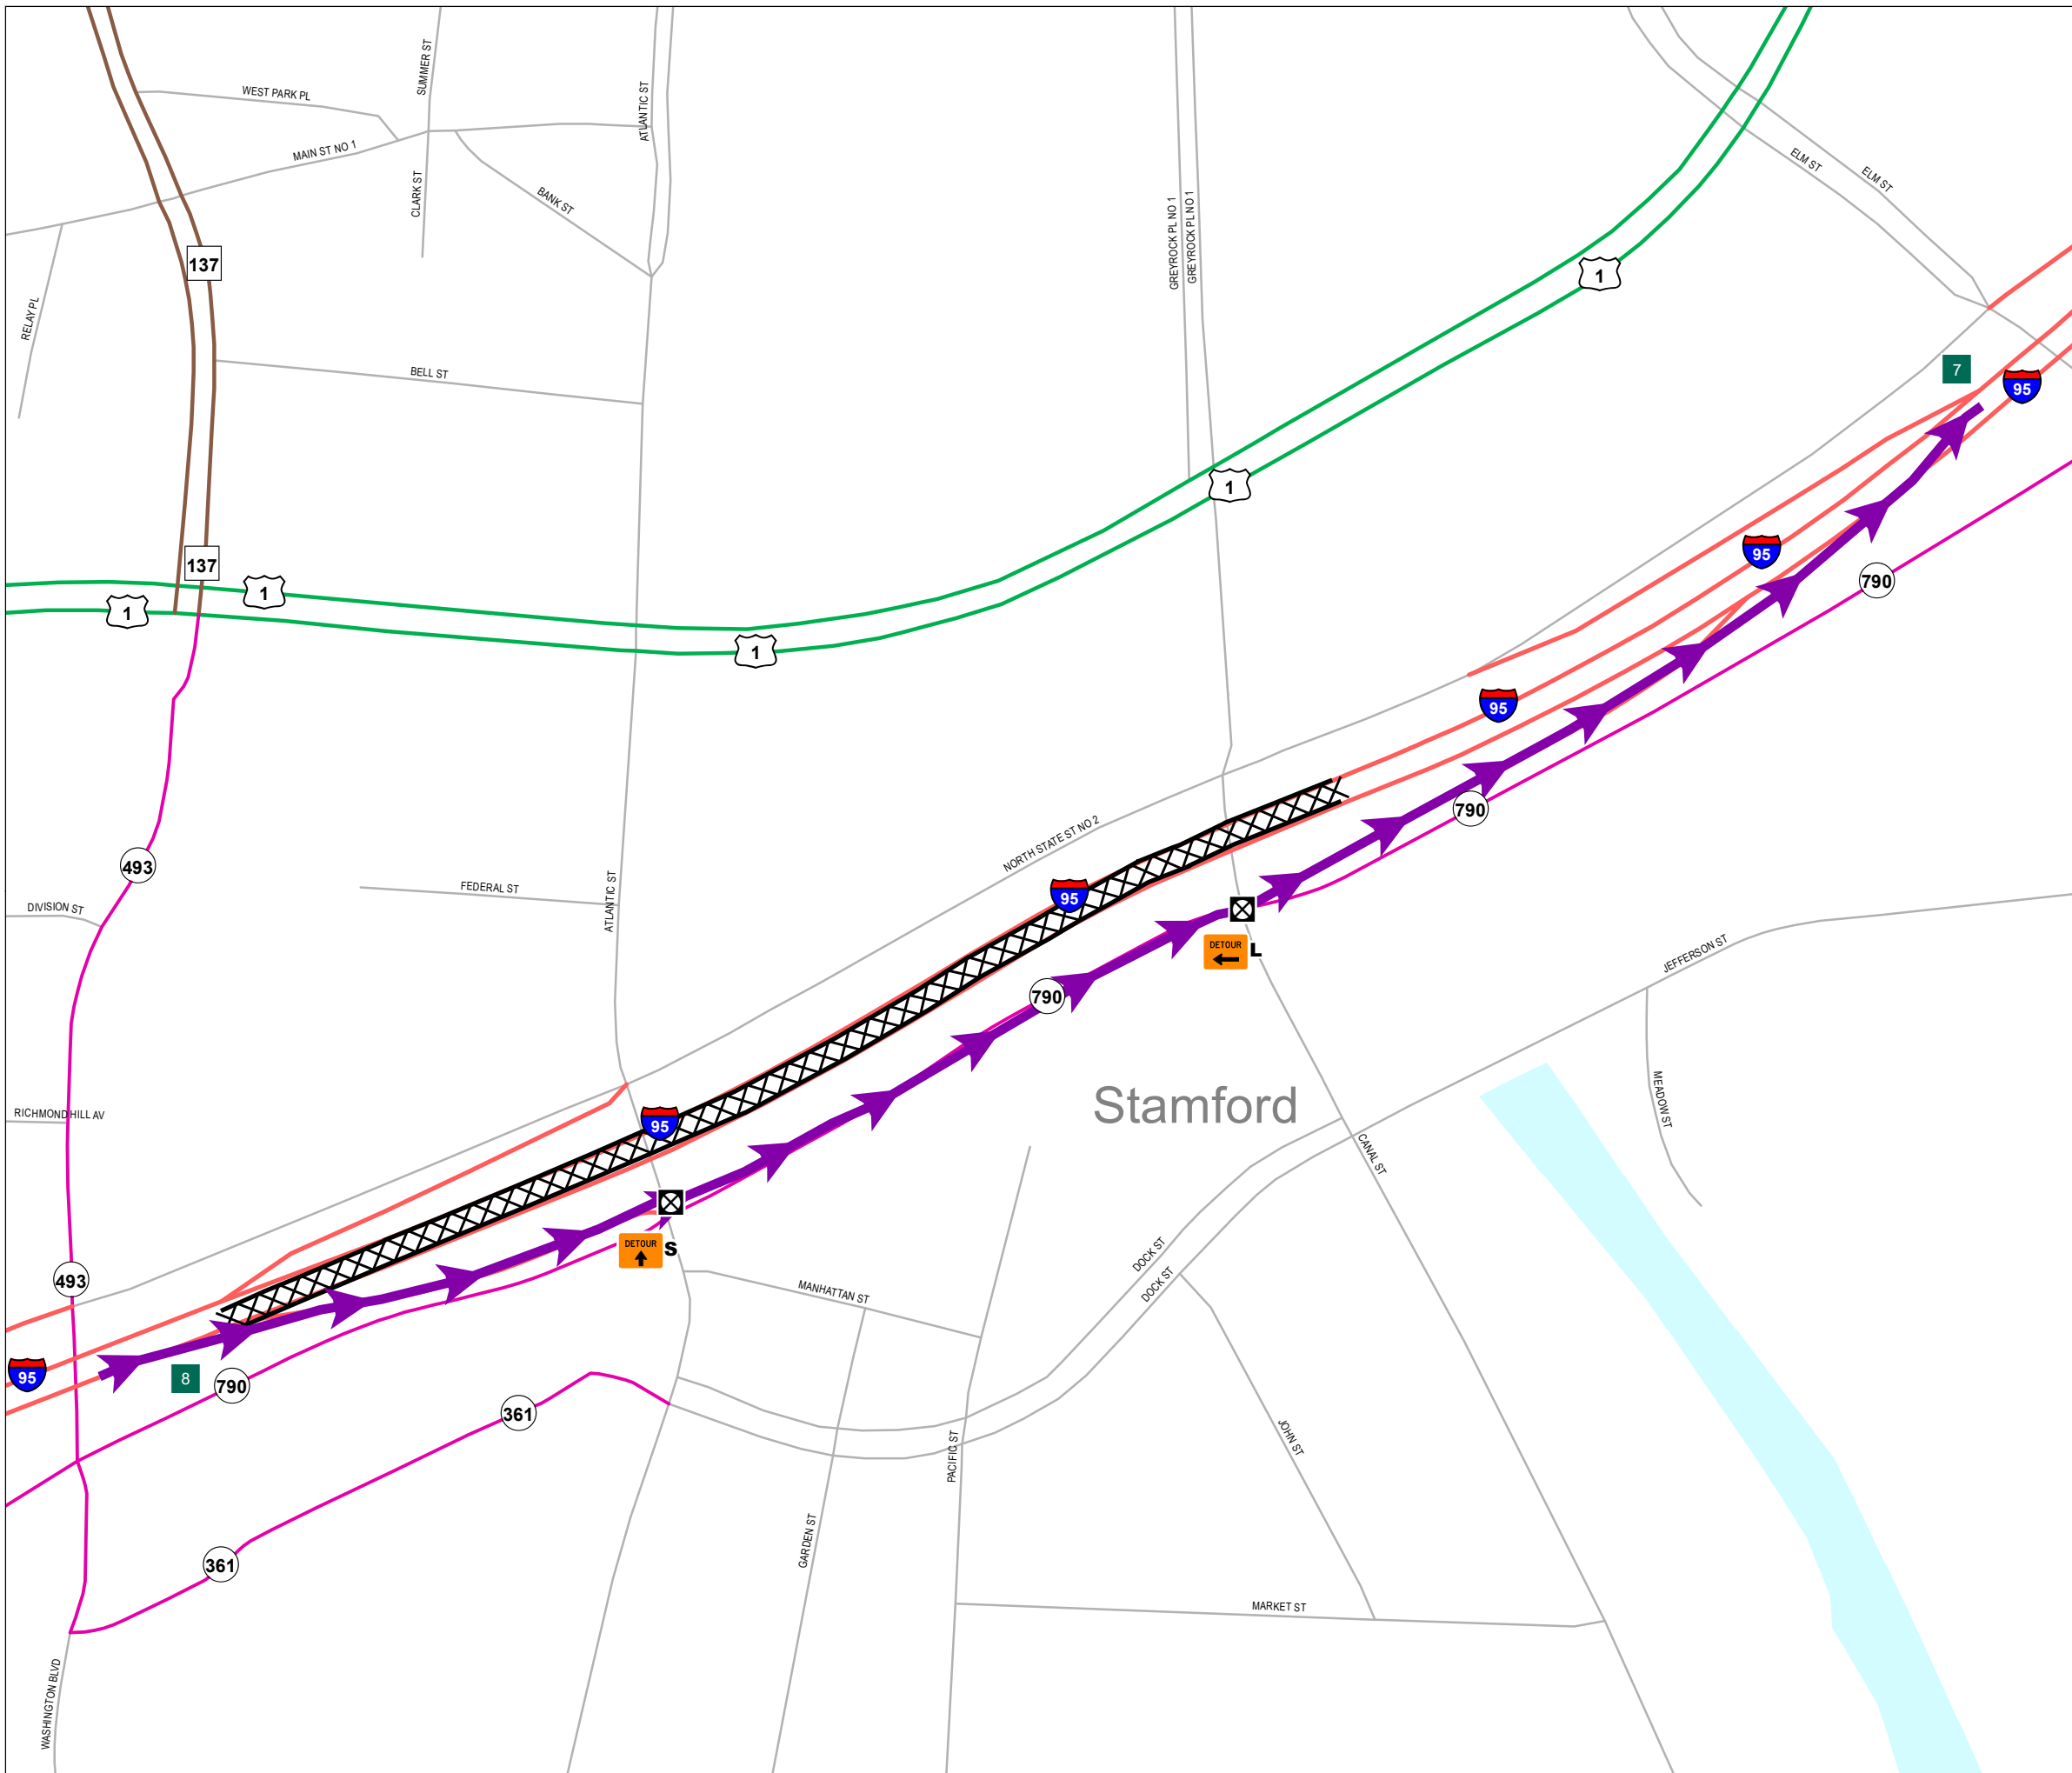 SUMMER ST
WEST PARK PL
ATLANTIC ST
MAIN ST NO 1
ELM ST
ELM ST
CLARK ST
BANK ST
GREYROCK PL NO 1
GREYROCK PL NO 1
137
1
RELAY PL
7
95
BELL ST
1
137
1
1
95
790
1
95
790
NORTH STATE ST NO 2
493
FEDERAL ST
95
DIVISION ST
ATLANTIC ST
DETOUR
L
JEFFERSON ST
790
Stamford
MEADOW ST
RICHMOND HILL AV
95
CANAL ST
DETOUR
S
DOCK ST
DOCK ST
493
MANHATTAN ST
95
8
790
361
JOHN ST
PACIFIC ST
GARDEN ST
361
MARKET ST
WASHINGTON BLVD